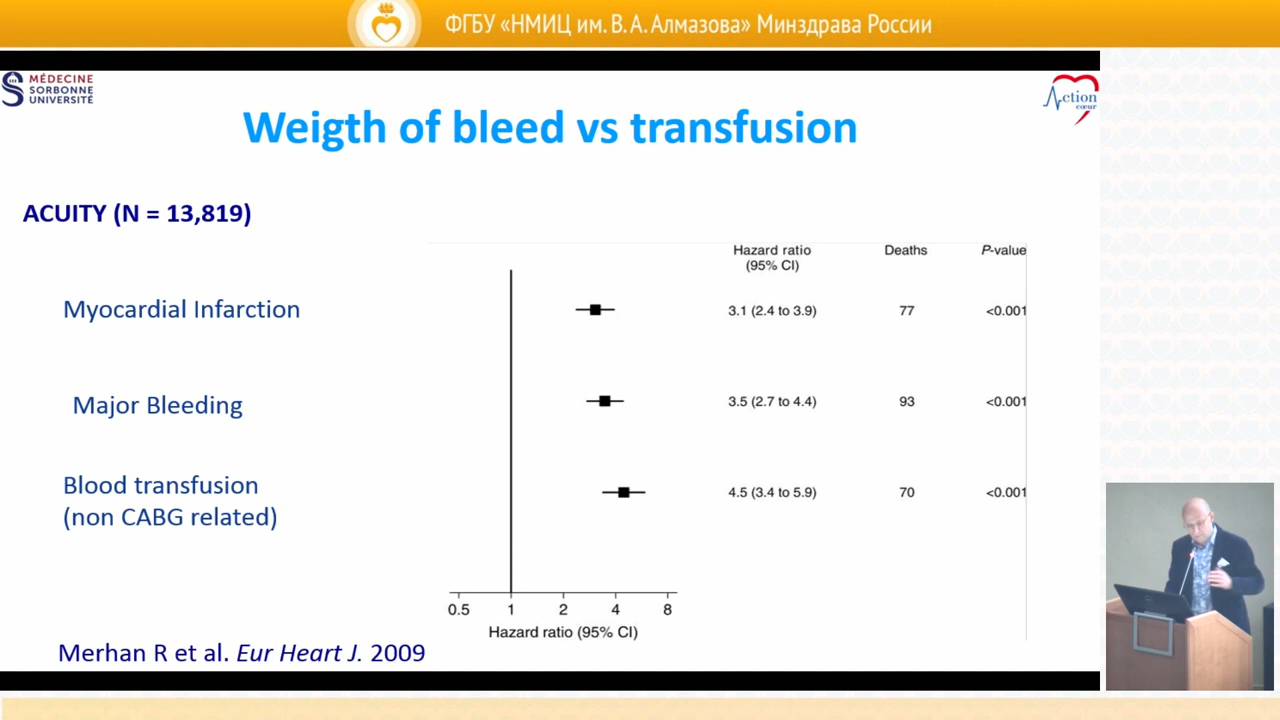 ФГБУ «НМИЦ им. В. А. Алмазова» Минздрава России
MÉDECINE
SORBONNE
UNIVERSITÉ
Action
cœur
Weigth of bleed vs transfusion
ACUITY (N = 13,819)
Hazard ratio
(95% CI)
Deaths
P-value
Myocardial Infarction
3.1 (2.4 to 3.9)
77
<0.001
Major Bleeding
3.5 (2.7 to 4.4)
93
<0.001
Blood transfusion
(non CABG related)
4.5 (3.4 to 5.9)
70
<0.001
0.5 1 2 4 8
Hazard ratio (95% CI)
Merhan R et al. Eur Heart J. 2009